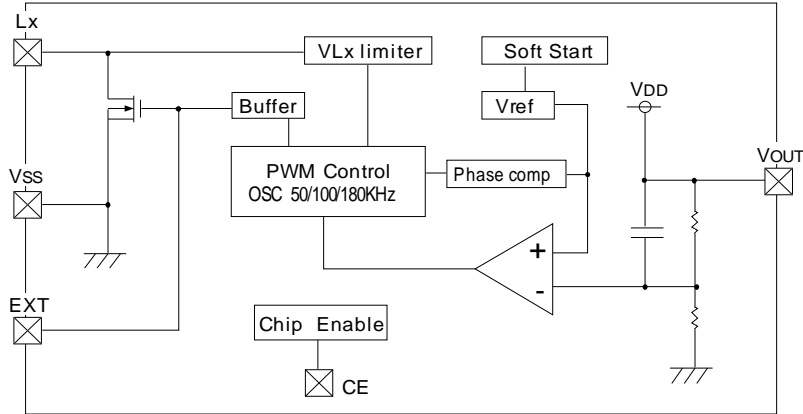 Lx
VLx limiter
Soft Start
Buffer
Vref
VDD
VSS
PWM Control
OSC 50/100/180KHz
Phase comp
VOUT
+
-
EXT
Chip Enable
CE